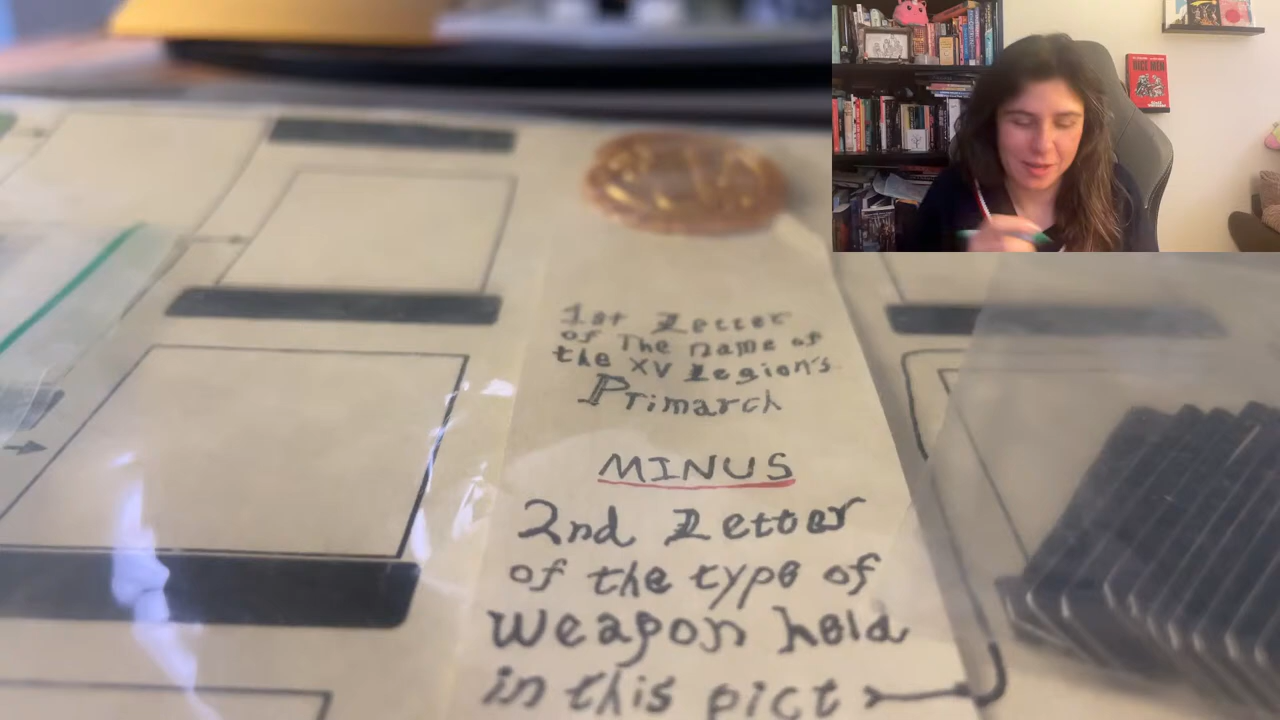 1st Letter
of The name of
the XV Legion's
Primarch
MINUS
2nd Letter
of the type of
weapon held
in this pict